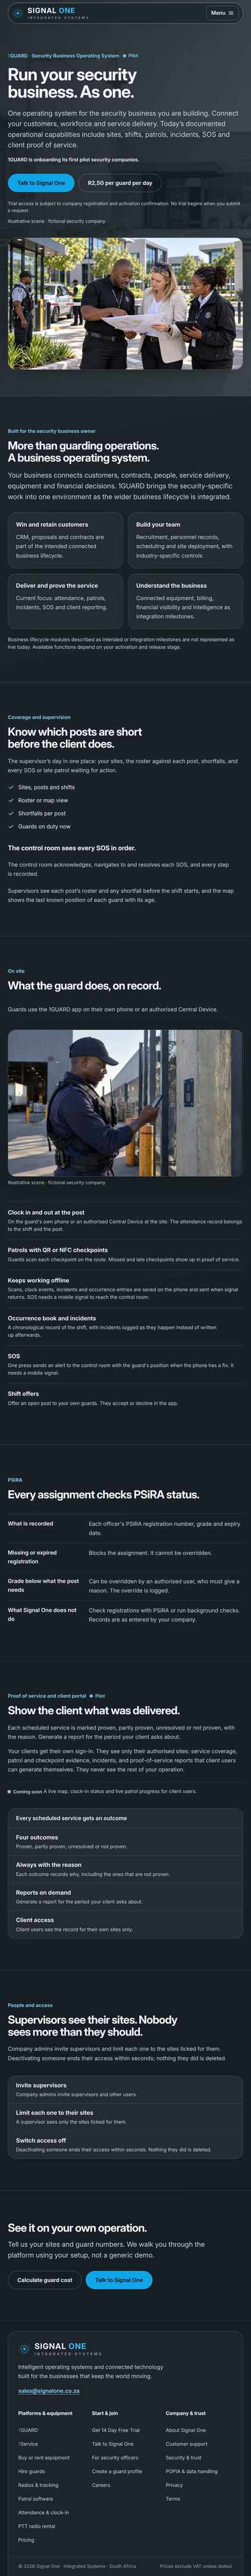 SIGNAL ONE
INTEGRATED SYSTEMS
Menu
1GUARD · Security Business Operating System Pilot
Run your security
business. As one.
One operating system for the security business you are building. Connect
your customers, workforce and service delivery. Today's documented
operational capabilities include sites, shifts, patrols, incidents, SOS and
client proof of service.
1GUARD is onboarding its first pilot security companies.
Talk to Signal One
R2,50 per guard per day
Trial access is subject to company registration and activation confirmation. No trial begins when you submit
a request.
Illustrative scene · fictional security company
Built for the security business owner
More than guarding operations.
A business operating system.
Your business connects customers, contracts, people, service delivery,
equipment and financial decisions. 1GUARD brings the security-specific
work into one environment as the wider business lifecycle is integrated.
Win and retain customers
CRM, proposals and contracts are
part of the intended connected
business lifecycle.
Build your team
Recruitment, personnel records,
scheduling and site deployment, with
industry-specific controls.
Deliver and prove the service
Current focus: attendance, patrols,
incidents, SOS and client reporting.
Understand the business
Connected equipment, billing,
financial visibility and intelligence as
integration milestones.
Business lifecycle modules described as intended or integration milestones are not represented as
live today. Available functions depend on your activation and release stage.
Coverage and supervision
Know which posts are short
before the client does.
The supervisor's day in one place: your sites, the roster against each post, shortfalls, and
every SOS or late patrol waiting for action.
Sites, posts and shifts
Roster or map view
Shortfalls per post
Guards on duty now
The control room sees every SOS in order.
The control room acknowledges, navigates to and resolves each SOS, and every step
is recorded.
Supervisors see each post's roster and any shortfall before the shift starts, and the map
shows the last known position of each guard with its age.
On site
What the guard does, on record.
Guards use the 1GUARD app on their own phone or an authorised Central Device.
Illustrative scene · fictional security company
Clock in and out at the post
On the guard's own phone or an authorised Central Device at the site. The attendance record belongs
to the shift and the post.
Patrols with QR or NFC checkpoints
Guards scan each checkpoint on the route. Missed and late checkpoints show up in proof of service.
Keeps working offline
Scans, clock events, incidents and occurrence entries are saved on the phone and sent when signal
returns. SOS needs a mobile signal to reach the control room.
Occurrence book and incidents
A chronological record of the shift, with incidents logged as they happen instead of written
up afterwards.
SOS
One press sends an alert to the control room with the guard's position when the phone has a fix. It
needs a mobile signal.
Shift offers
Offer an open post to your own guards. They accept or decline in the app.
PSiRA
Every assignment checks PSiRA status.
What is recorded
Each officer's PSIRA registration number, grade and expiry
date.
Missing or expired
registration
Blocks the assignment. It cannot be overridden.
Grade below what the post
needs
Can be overridden by an authorised user, who must give a
reason. The override is logged.
What Signal One does not
do
Check registrations with PSIRA or run background checks.
Records are as entered by your company.
Proof of service and client portal Pilot
Show the client what was delivered.
Each scheduled service is marked proven, partly proven, unresolved or not proven, with
the reason. Generate a report for the period your client asks about.
Your clients get their own sign-in. They see only their authorised sites: service coverage,
patrol and checkpoint evidence, incidents, and proof-of-service reports that client users
can generate themselves. They never see the rest of your operation.
Coming soon A live map, clock-in status and live patrol progress for client users.
Every scheduled service gets an outcome
Four outcomes
Proven, partly proven, unresolved or not proven.
Always with the reason
Each outcome records why, including the ones that are not proven.
Reports on demand
Generate a report for the period your client asks about.
Client access
Client users see the record for their own sites only.
People and access
Supervisors see their sites. Nobody
sees more than they should.
Company admins invite supervisors and limit each one to the sites ticked for them.
Deactivating someone ends their access within seconds; nothing they did is deleted.
Invite supervisors
Company admins invite supervisors and other users.
Limit each one to their sites
A supervisor sees only the sites ticked for them.
Switch access off
Deactivating someone ends their access within seconds. Nothing they did is deleted.
See it on your own operation.
Tell us your sites and guard numbers. We walk you through the
platform using your setup, not a generic demo.
Calculate guard cost
Talk to Signal One
SIGNAL ONE
INTEGRATED SYSTEMS
Intelligent operating systems and connected technology
built for the businesses that keep the world moving.
sales@signalone.co.za
Platforms & equipment
1GUARD
1Service
Buy or rent equipment
Hire guards
Radios & tracking
Patrol software
Attendance & clock-in
PTT radio rental
Pricing
Start & join
Get 14 Day Free Trial
Talk to Signal One
For security officers
Create a guard profile
Careers
Company & trust
About Signal One
Customer support
Security & trust
POPIA & data handling
Privacy
Terms
© 2026 Signal One · Integrated Systems · South Africa
Prices exclude VAT unless stated.